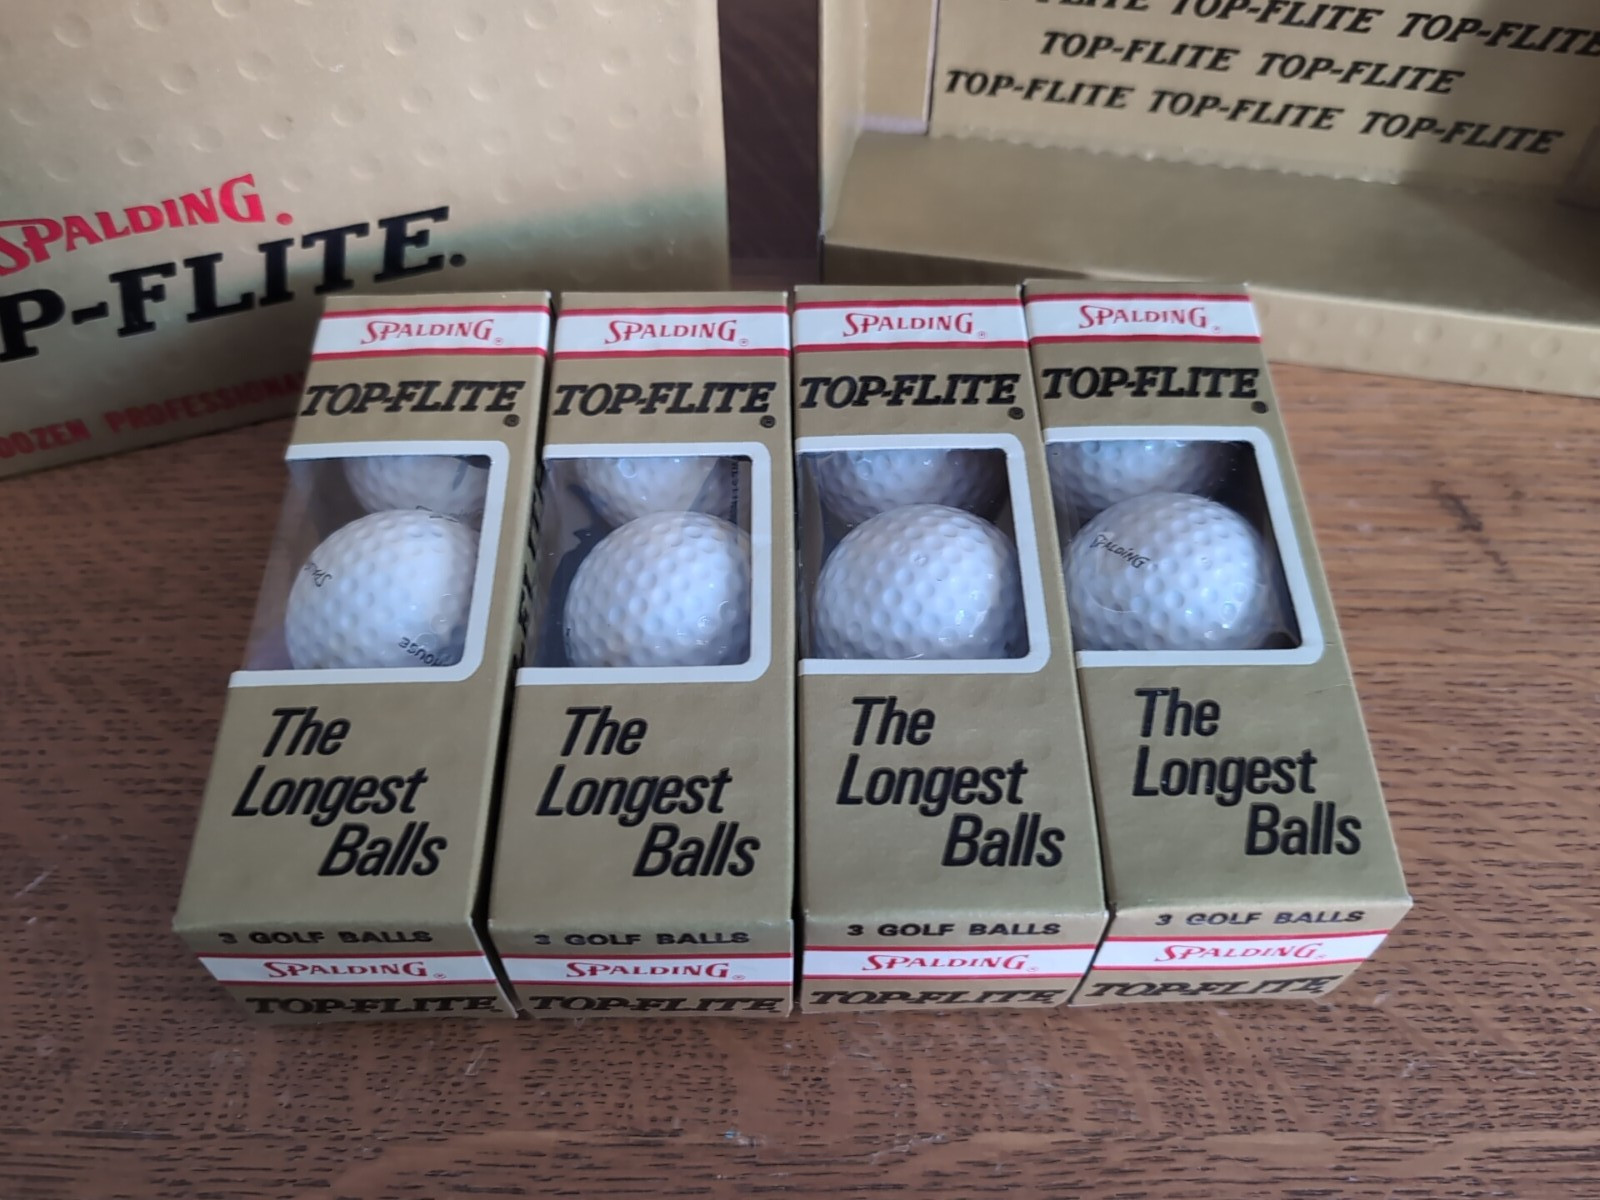 SPALDING.
P-FLITE.
DOZEN PROFESSIONA
FLITE TOP-FLITE TOP-FLITE
TOP-FLITE TOP-FLITE
TOP-FLITE TOP-FLITE TOP-FLITE
SPALDING®
TOP-FLITE®
The
Longest
Balls
3 GOLF BALLS
SPALDING®
TOP-FLITE
SPALDING®
TOP-FLITE®
The
Longest
Balls
3 GOLF BALLS
SPALDING®
TOP-FLITE
SPALDING®
TOP-FLITE®
The
Longest
Balls
3 GOLF BALLS
SPALDING®
TOP-FLITE
SPALDING®
TOP-FLITE®
SPALDING
The
Longest
Balls
3 GOLF BALLS
SPALDING®
TOP-FLITE